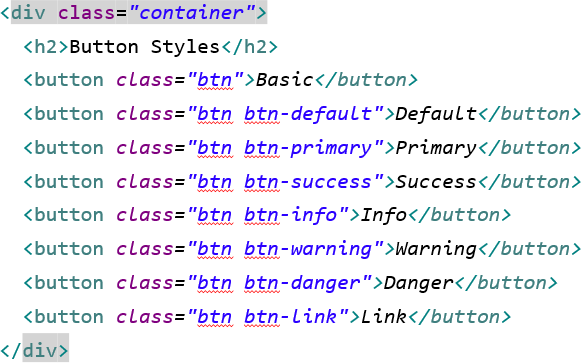 <div class="container">
<h2>Button Styles</h2>
<button class="btn">Basic</button>
<button class="btn btn-default">Default</button>
<button class="btn btn-primary">Primary</button>
<button class="btn btn-success">Success</button>
<button class="btn btn-info">Info</button>
<button class="btn btn-warning">Warning</button>
<button class="btn btn-danger">Danger</button>
<button class="btn btn-link">Link</button>
</div>